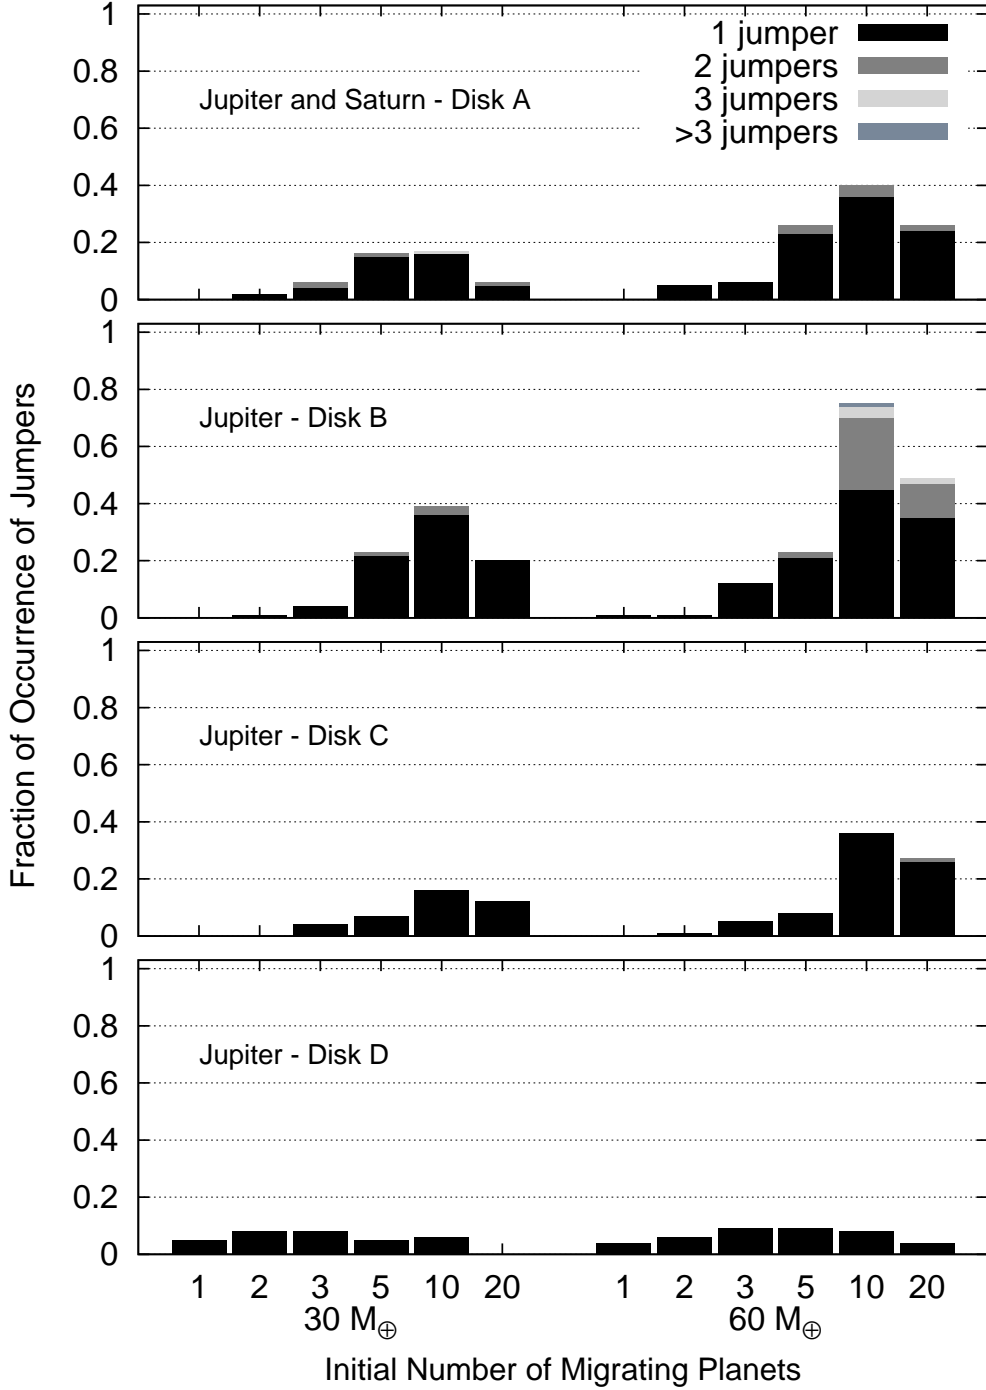 Fraction of Occurrence of Jumpers
1
0.8
0.6
0.4
0.2
0
Jupiter and Saturn - Disk A
1 jumper
2 jumpers
3 jumpers
>3 jumpers
1
0.8
0.6
0.4
0.2
0
Jupiter - Disk B
1
0.8
0.6
0.4
0.2
0
Jupiter - Disk C
1
0.8
0.6
0.4
0.2
0
Jupiter - Disk D
1 2 3 5 10 20 1 2 3 5 10 20
30 M⊕ 60 M⊕
Initial Number of Migrating Planets